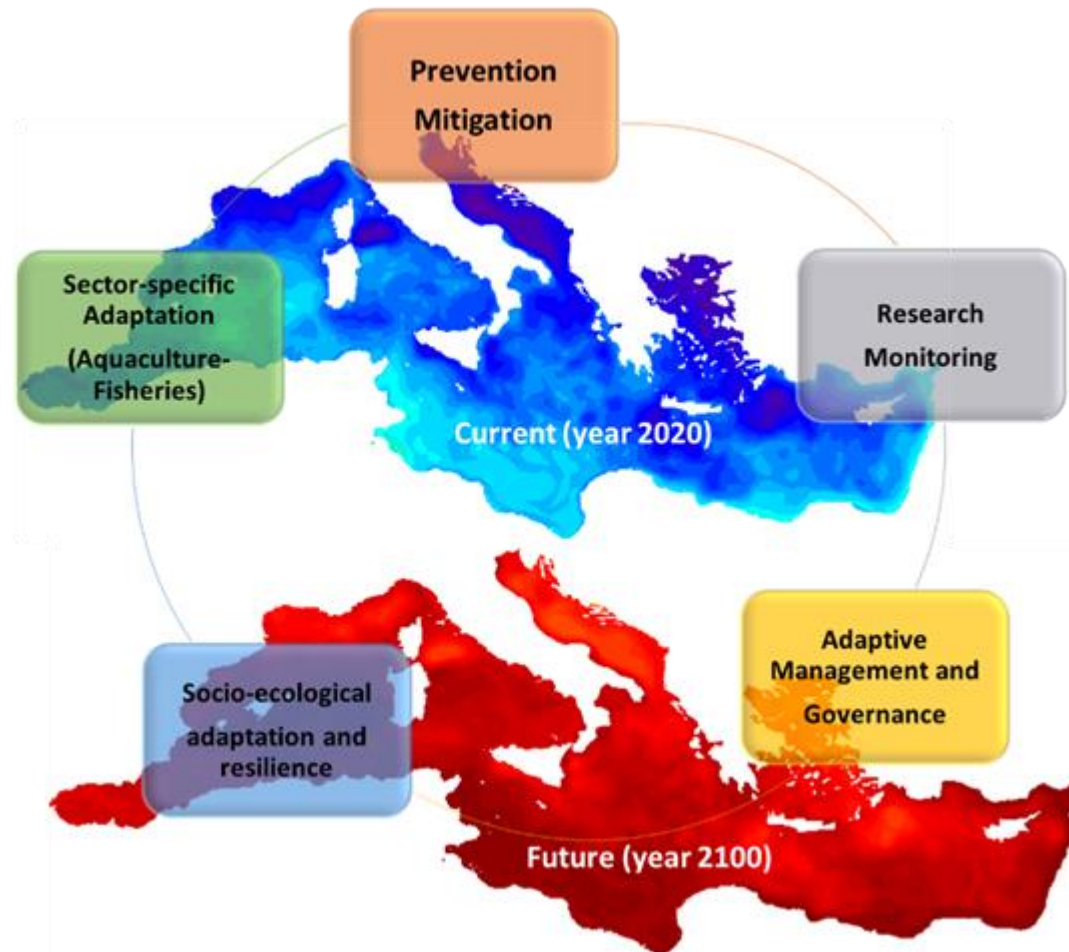 Prevention
Mitigation
Sector-specific
Adaptation
(Aquaculture-
Fisheries)
Research
Monitoring
Current (year 2020)
Adaptive
Management and
Governance
Socio-ecological
adaptation and
resilience
Future (year 2100)